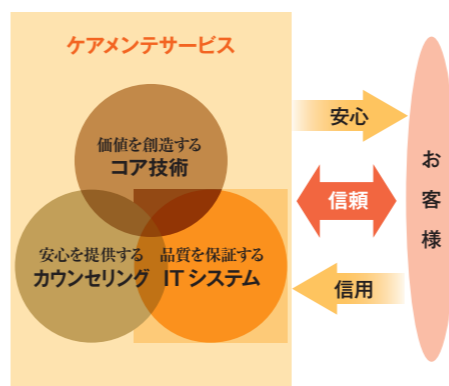 ケアメンテサービス
価値を創造する
コア技術
安心を提供する
カウンセリング
品質を保証する
ITシステム
安心
信頼
信用
お客様